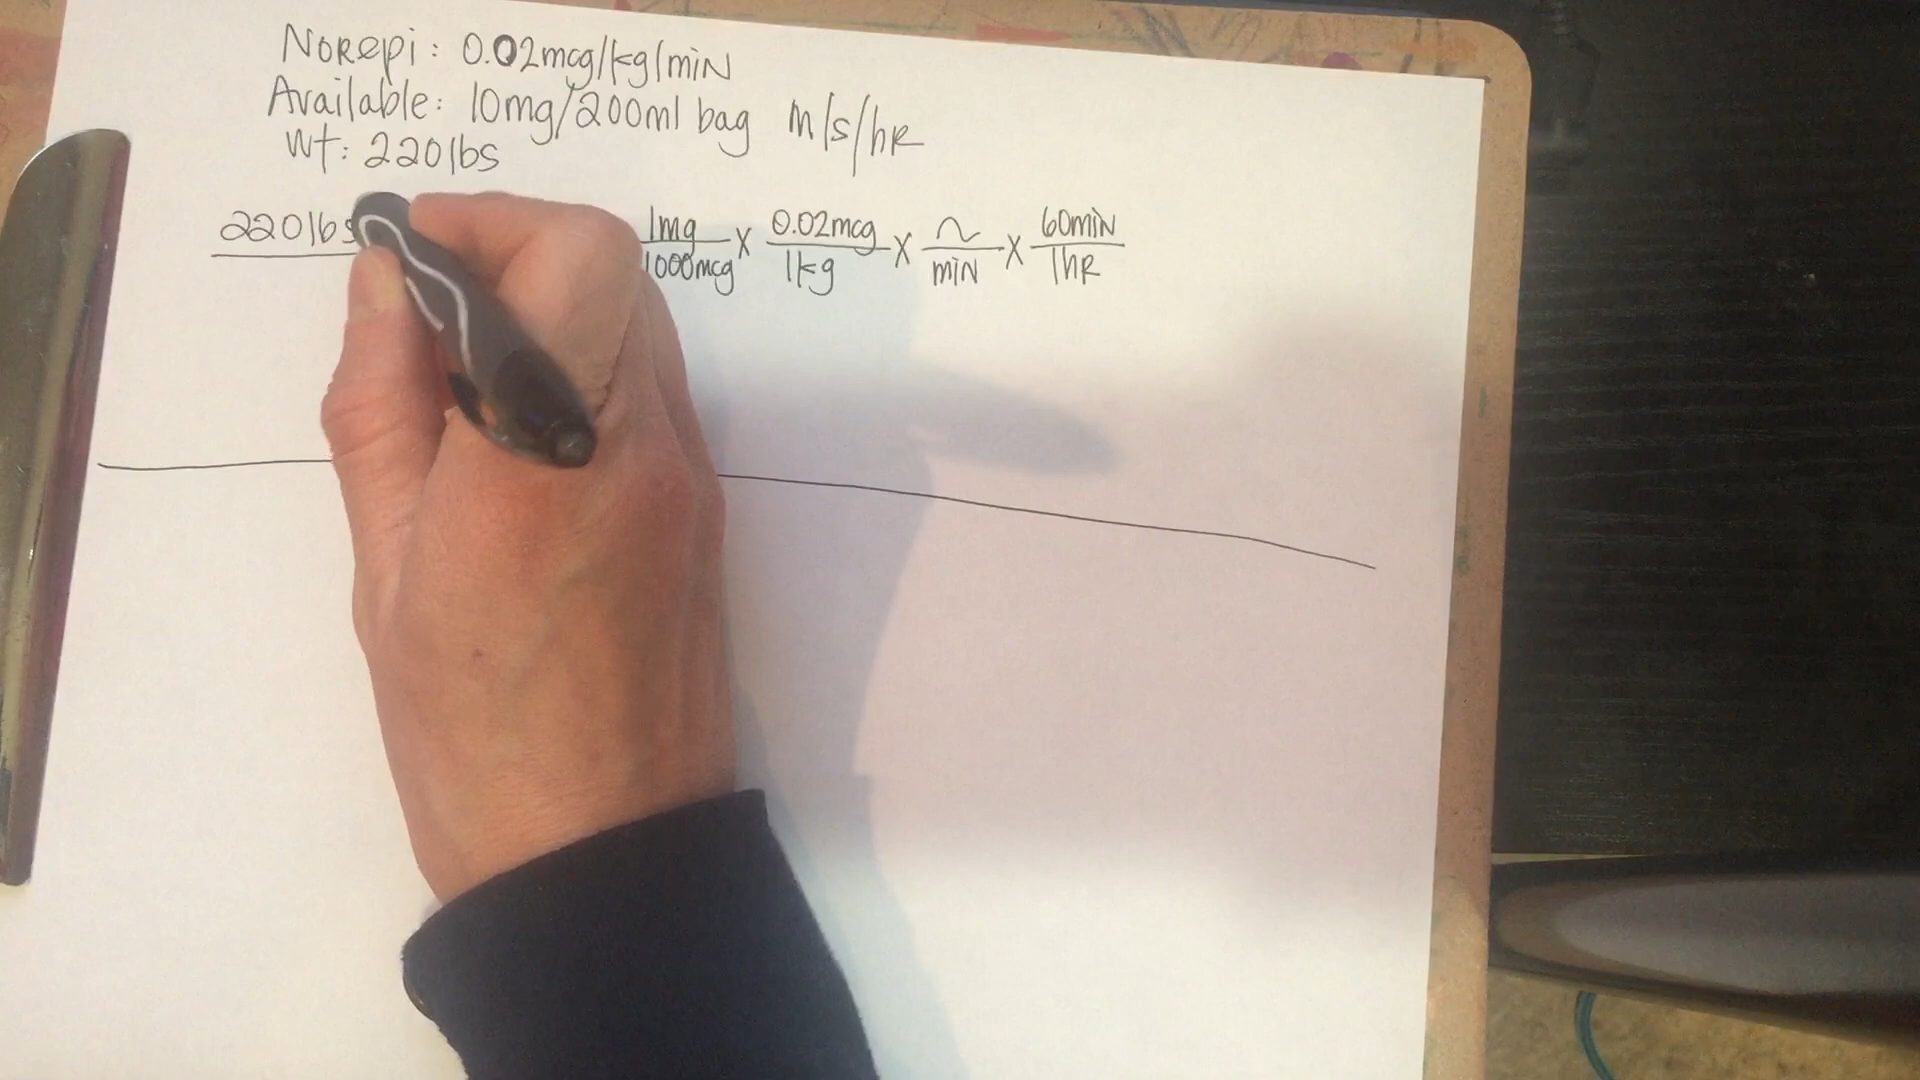 Norepi: 0.02mcg/kg/min
Available: 10mg/200ml bag mls/hr
Wt: 220lbs
220lbs 1mg/1000mcg x 0.02mcg/1kg x ~/min x 60min/1hr